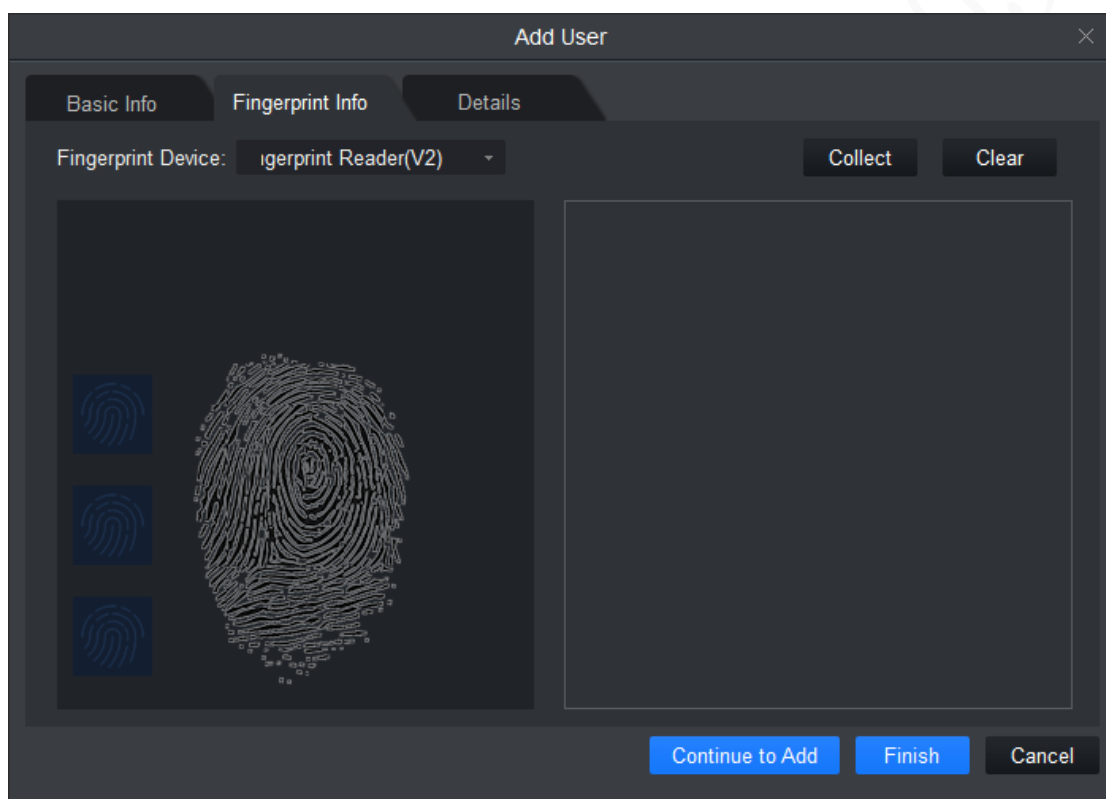 Add User
Basic Info Fingerprint Info Details
Fingerprint Device: ıgerprint Reader(V2) Collect Clear
Continue to Add Finish Cancel